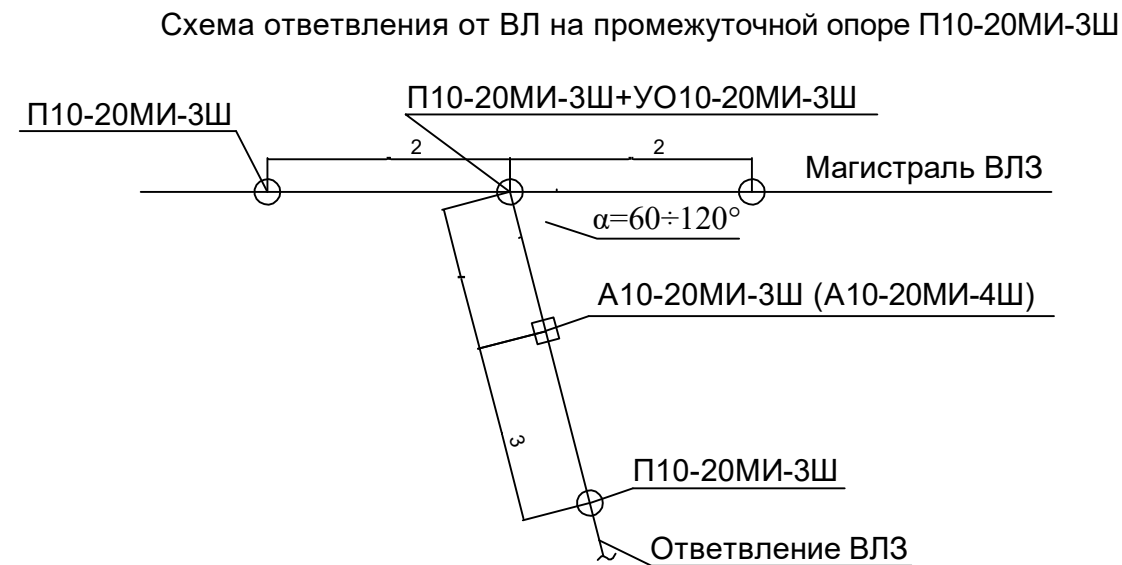 Схема ответвления от ВЛ на промежуточной опоре П10-20МИ-3Ш
П10-20МИ-3Ш
П10-20МИ-3Ш+УО10-20МИ-3Ш
2
2
Магистраль ВЛЗ
α=60÷120°
1
А10-20МИ-3Ш (А10-20МИ-4Ш)
3
П10-20МИ-3Ш
Ответвление ВЛЗ